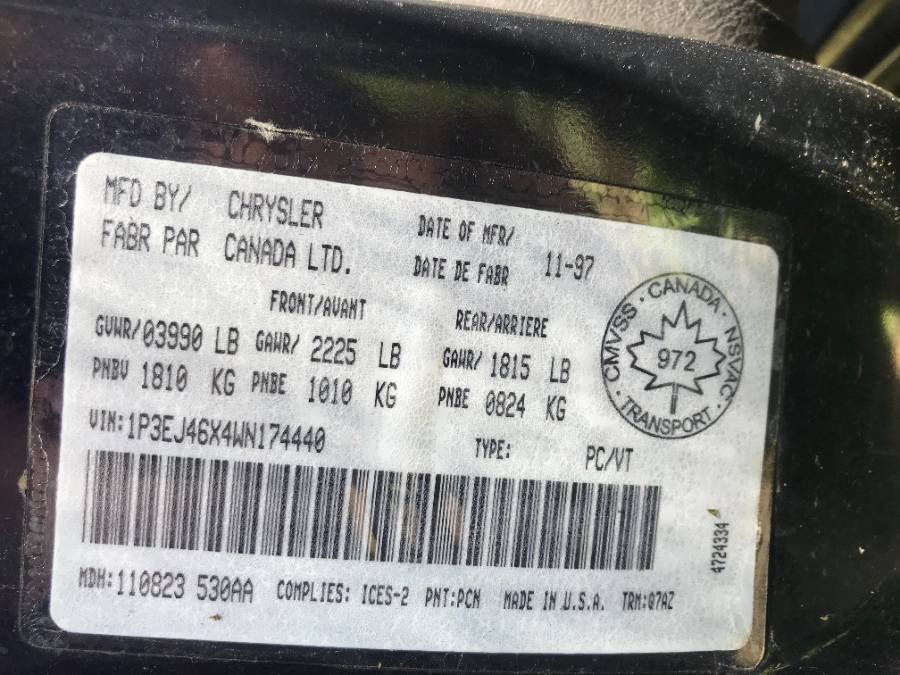 MFD BY/ CHRYSLER DATE OF MFR/ 11-97
FABR PAR CANADA LTD. DATE DE FABR
FRONT/AVANT REAR/ARRIERE
GVWR/03990 LB GAWR/ 2225 LB GAWR/ 1815 LB
PNBV 1810 KG PNBE 1010 KG PNBE 0824 KG
CMVSS · CANADA · NSVAC · TRANSPORT ·
972
VIN:1P3EJ46X4WN174440 TYPE: PC/VT
4724334
MDH:110823 530AA COMPLIES: ICES-2 PNT:PCN MADE IN U.S.A. TRM:Q7AZ